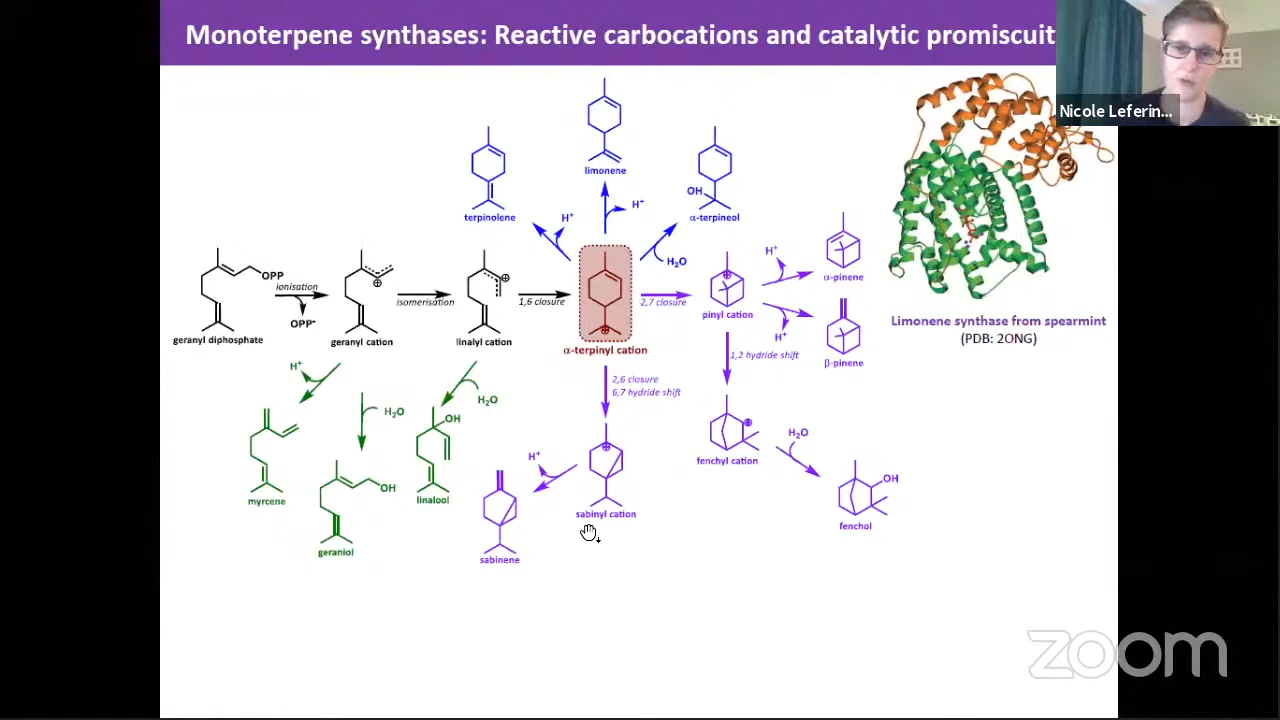 Monoterpene synthases: Reactive carbocations and catalytic promiscuit
Nicole Leferin...
limonene
terpinolene
H⁺
H⁺
OH
α-terpineol
H₂O
OPP
ionisation
OPP⁻
geranyl diphosphate
geranyl cation
isomerisation
linalyl cation
1,6 closure
α-terpinyl cation
2,7 closure
pinyl cation
H⁺
α-pinene
H⁺
β-pinene
Limonene synthase from spearmint
(PDB: 2ONG)
H⁺
myrcene
H₂O
OH
geraniol
H₂O
OH
linalool
2,6 closure
6,7 hydride shift
sabinyl cation
H⁺
sabinene
1,2 hydride shift
fenchyl cation
H₂O
OH
fenchol
zoom